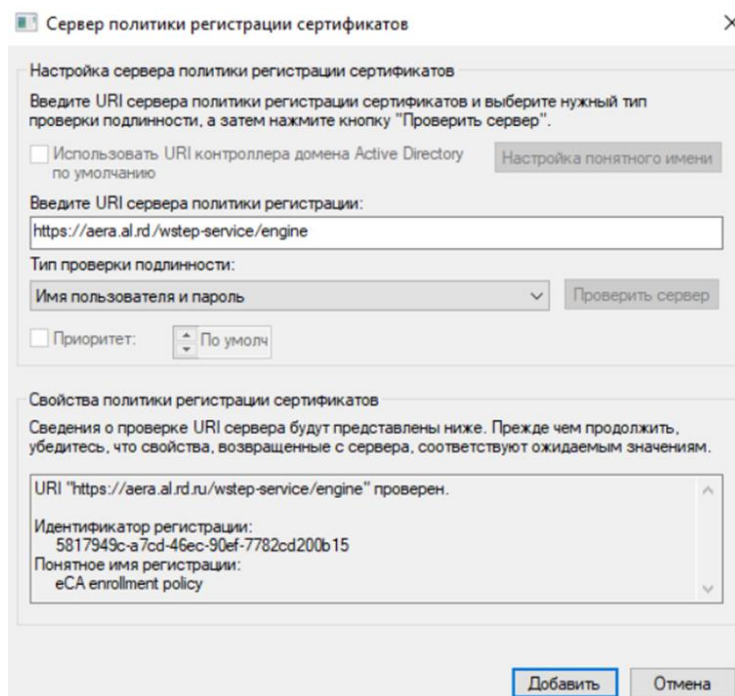 Сервер политики регистрации сертификатов
Настройка сервера политики регистрации сертификатов
Введите URI сервера политики регистрации сертификатов и выберите нужный тип
проверки подлинности, а затем нажмите кнопку "Проверить сервер".
Использовать URI контроллера домена Active Directory
по умолчанию
Настройка понятного имени
Введите URI сервера политики регистрации:
https://aera.al.rd./wstep-service/engine
Тип проверки подлинности:
Имя пользователя и пароль
Проверить сервер
Приоритет:
По умолч
Свойства политики регистрации сертификатов
Сведения о проверке URI сервера будут представлены ниже. Прежде чем продолжить,
убедитесь, что свойства, возвращенные с сервера, соответствуют ожидаемым значениям.
URI "https://aera.al.rd.ru/wstep-service/engine" проверен.
Идентификатор регистрации:
5817949c-a7cd-46ec-90ef-7782cd200b15
Понятное имя регистрации:
eCA enrollment policy
Добавить
Отмена